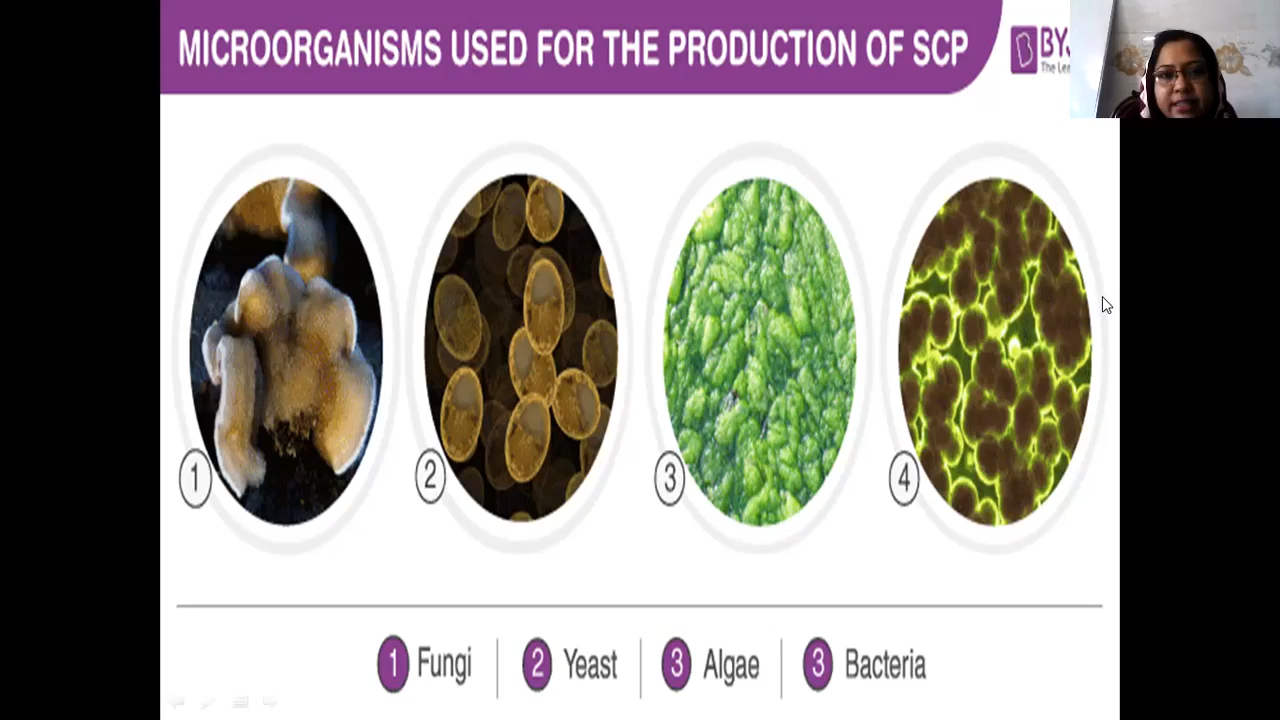 MICROORGANISMS USED FOR THE PRODUCTION OF SCP
1
2
3
4
1 Fungi
2 Yeast
3 Algae
3 Bacteria